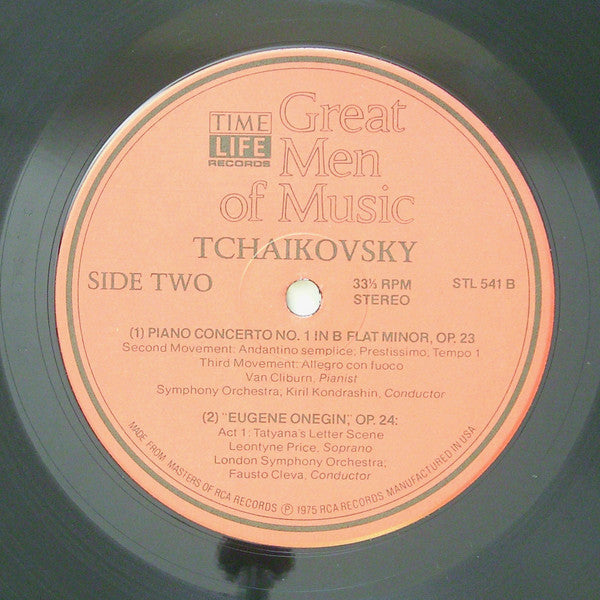 TIME
LIFE
RECORDS
Great
Men
of Music
TCHAIKOVSKY
SIDE TWO
33⅓ RPM
STEREO
STL 541 B
(1) PIANO CONCERTO NO. 1 IN B FLAT MINOR, OP. 23
Second Movement: Andantino semplice; Prestissimo, Tempo 1
Third Movement: Allegro con fuoco
Van Cliburn, Pianist
Symphony Orchestra; Kiril Kondrashin, Conductor
(2) "EUGENE ONEGIN," OP. 24:
Act 1: Tatyana's Letter Scene
Leontyne Price, Soprano
London Symphony Orchestra;
Fausto Cleva, Conductor
MADE FROM MASTERS OF RCA RECORDS ℗ 1975 RCA RECORDS MANUFACTURED IN USA